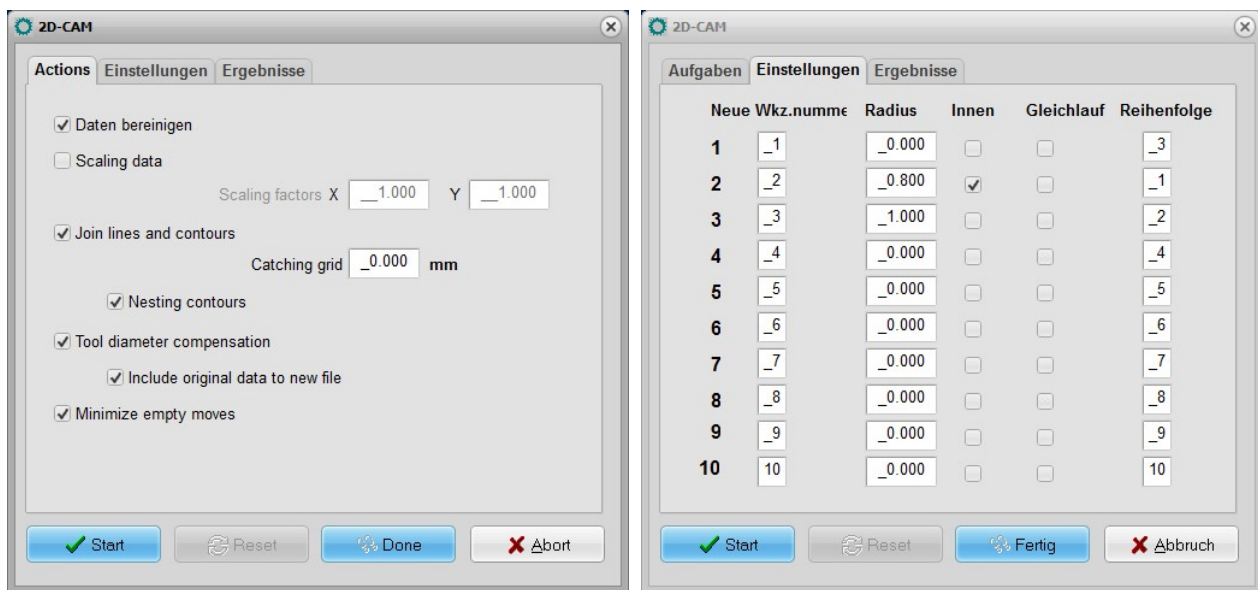 2D-CAM
Actions Einstellungen Ergebnisse
Daten bereinigen
Scaling data
Scaling factors X __1.000 Y __1.000
Join lines and contours
Catching grid _0.000 mm
Nesting contours
Tool diameter compensation
Include original data to new file
Minimize empty moves
Start Reset Done Abort
2D-CAM
Aufgaben Einstellungen Ergebnisse
Neue Wkz.numme Radius Innen Gleichlauf Reihenfolge
1 _1 _0.000 _3
2 _2 _0.800 _1
3 _3 _1.000 _2
4 _4 _0.000 _4
5 _5 _0.000 _5
6 _6 _0.000 _6
7 _7 _0.000 _7
8 _8 _0.000 _8
9 _9 _0.000 _9
10 10 _0.000 10
Start Reset Fertig Abbruch